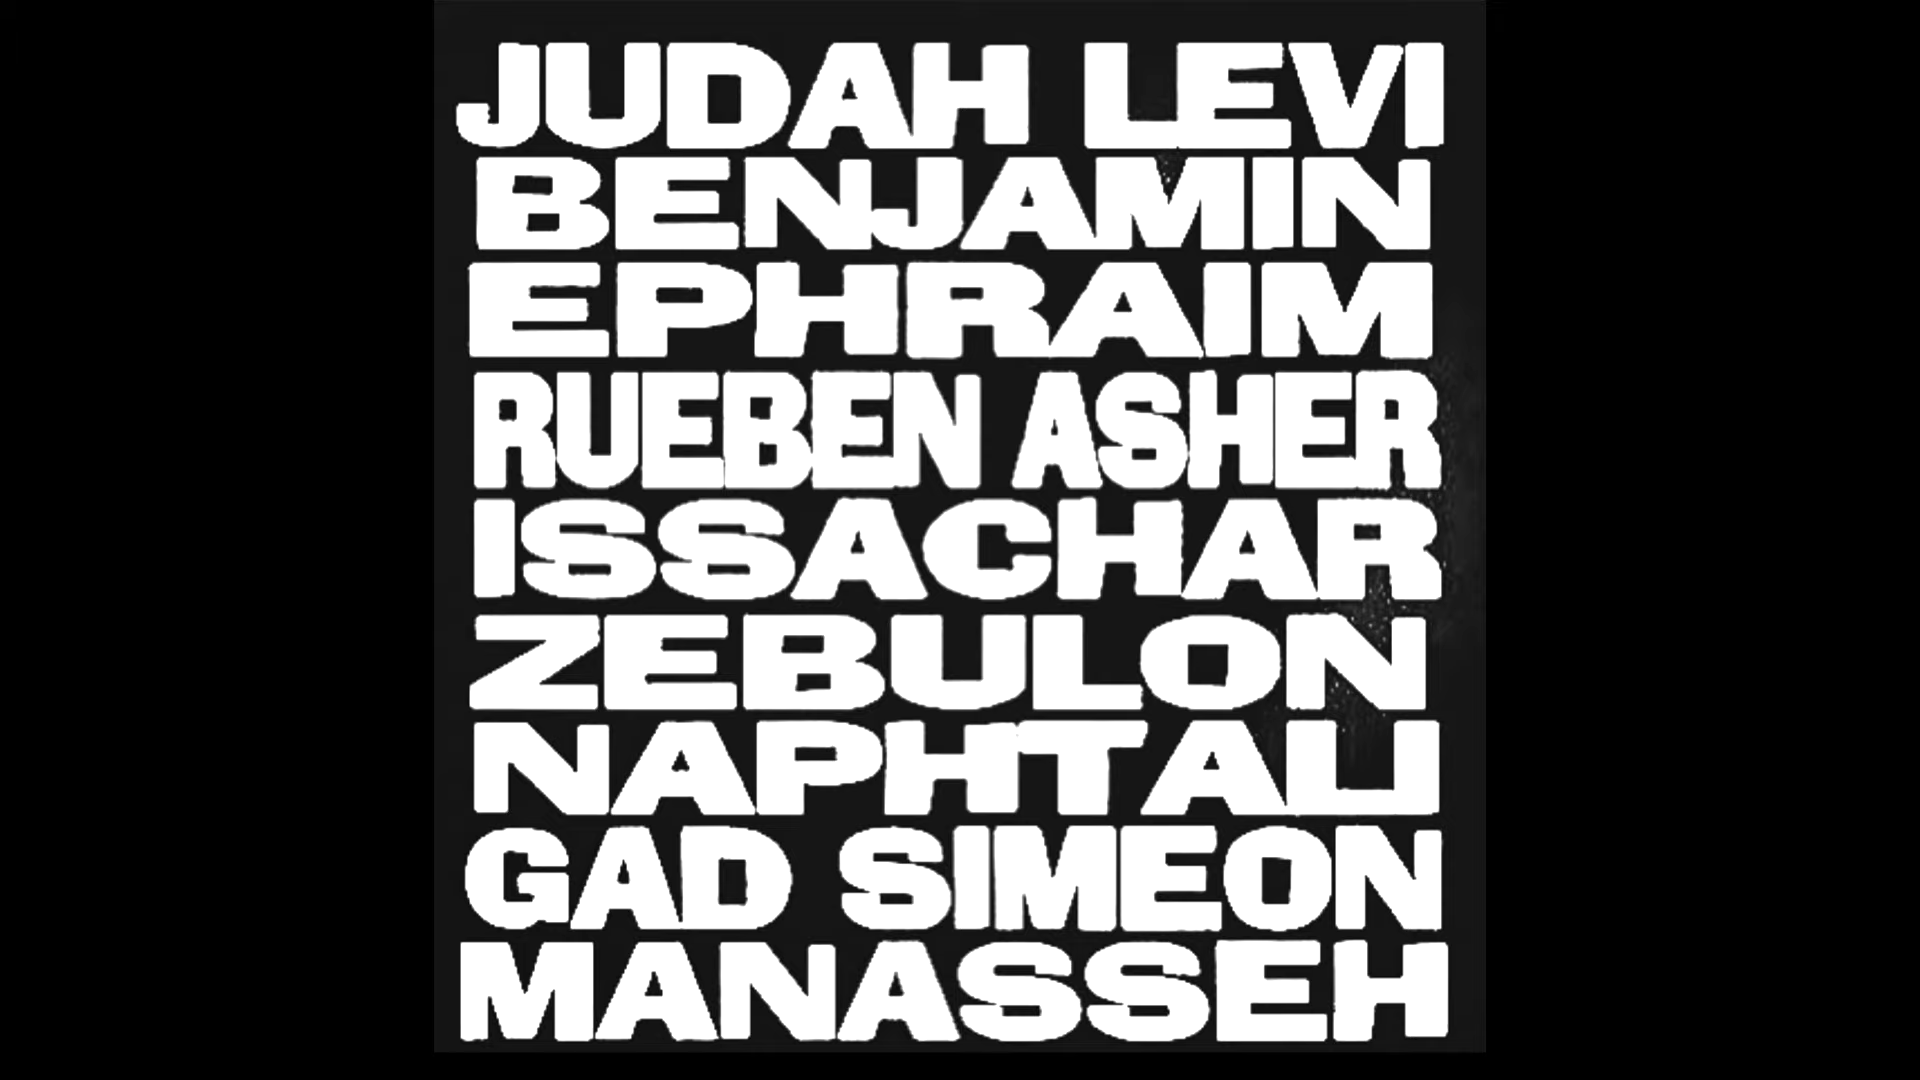 JUDAH LEVI
BENJAMIN
EPHRAIM
RUEBEN ASHER
ISSACHAR
ZEBULON
NAPHTALI
GAD SIMEON
MANASSEH